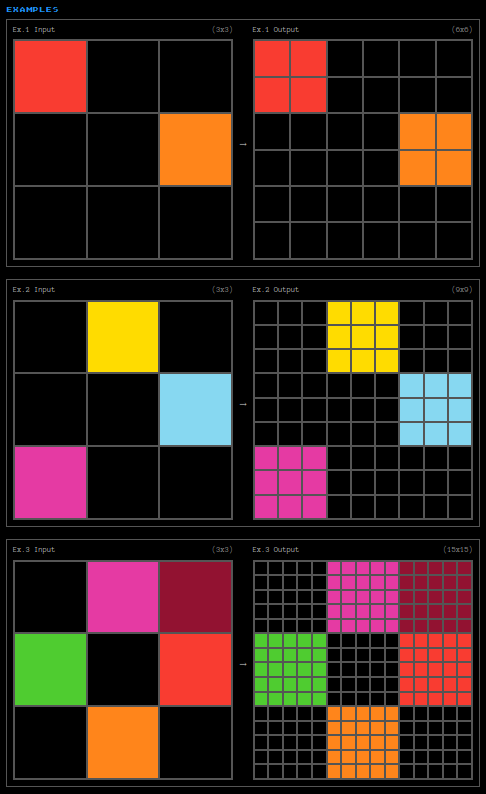 EXAMPLES
Ex.1 Input (3x3) Ex.1 Output (6x6)
→
Ex.2 Input (3x3) Ex.2 Output (9x9)
→
Ex.3 Input (3x3) Ex.3 Output (15x15)
→